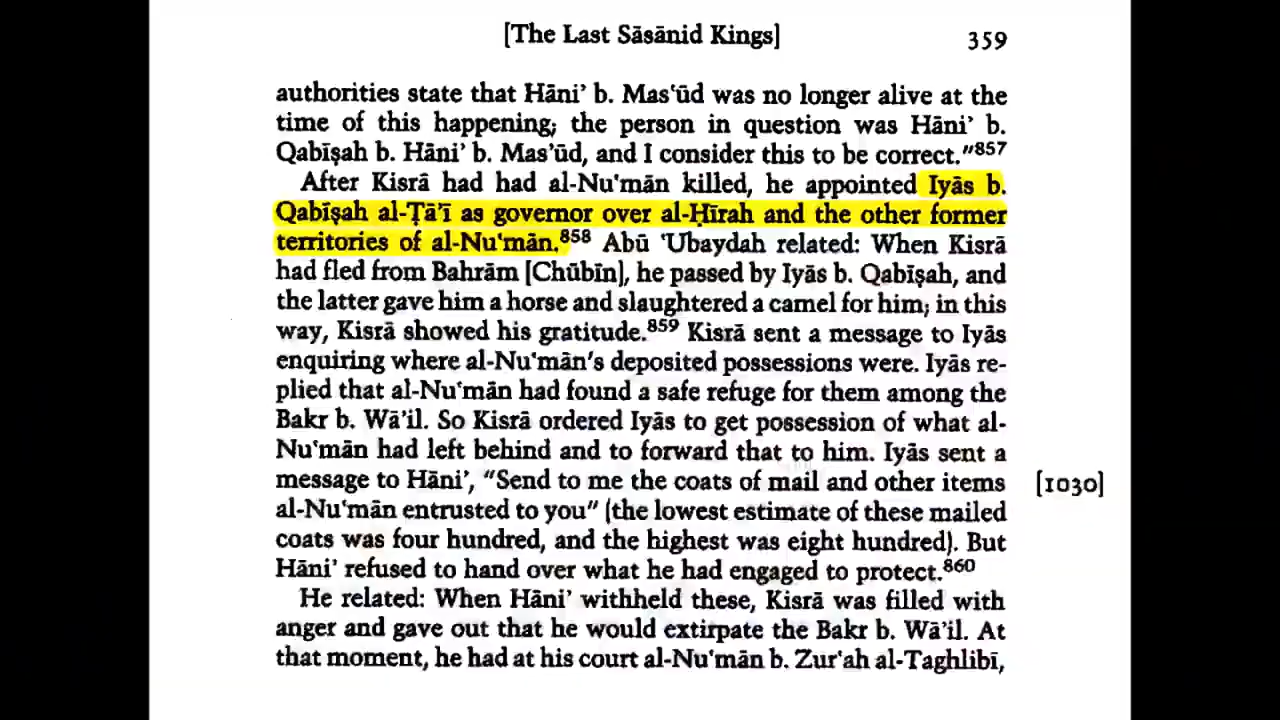 [The Last Sāsānid Kings] 359
authorities state that Hāni’ b. Mas‘ūd was no longer alive at the
time of this happening; the person in question was Hāni’ b.
Qabīṣah b. Hāni’ b. Mas‘ūd, and I consider this to be correct."857
After Kisrā had had al-Nu‘mān killed, he appointed Iyās b.
Qabīṣah al-Ṭā’ī as governor over al-Ḥīrah and the other former
territories of al-Nu‘mān.858 Abū ‘Ubaydah related: When Kisrā
had fled from Bahrām [Chūbīn], he passed by Iyās b. Qabīṣah, and
the latter gave him a horse and slaughtered a camel for him; in this
way, Kisrā showed his gratitude.859 Kisrā sent a message to Iyās
enquiring where al-Nu‘mān’s deposited possessions were. Iyās re-
plied that al-Nu‘mān had found a safe refuge for them among the
Bakr b. Wā’il. So Kisrā ordered Iyās to get possession of what al-
Nu‘mān had left behind and to forward that to him. Iyās sent a
message to Hāni’, "Send to me the coats of mail and other items [1030]
al-Nu‘mān entrusted to you" (the lowest estimate of these mailed
coats was four hundred, and the highest was eight hundred). But
Hāni’ refused to hand over what he had engaged to protect.860
He related: When Hāni’ withheld these, Kisrā was filled with
anger and gave out that he would extirpate the Bakr b. Wā’il. At
that moment, he had at his court al-Nu‘mān b. Zur‘ah al-Taghlibī,